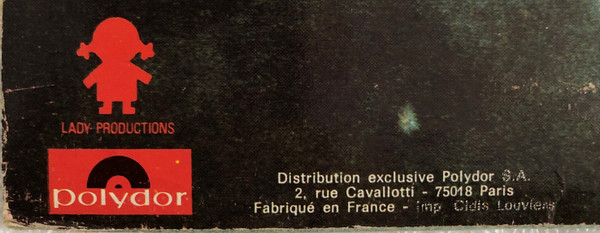 LADY-PRODUCTIONS
polydor
Distribution exclusive Polydor S.A.
2, rue Cavallotti - 75018 Paris
Fabriqué en France - imp Cidis Louviers